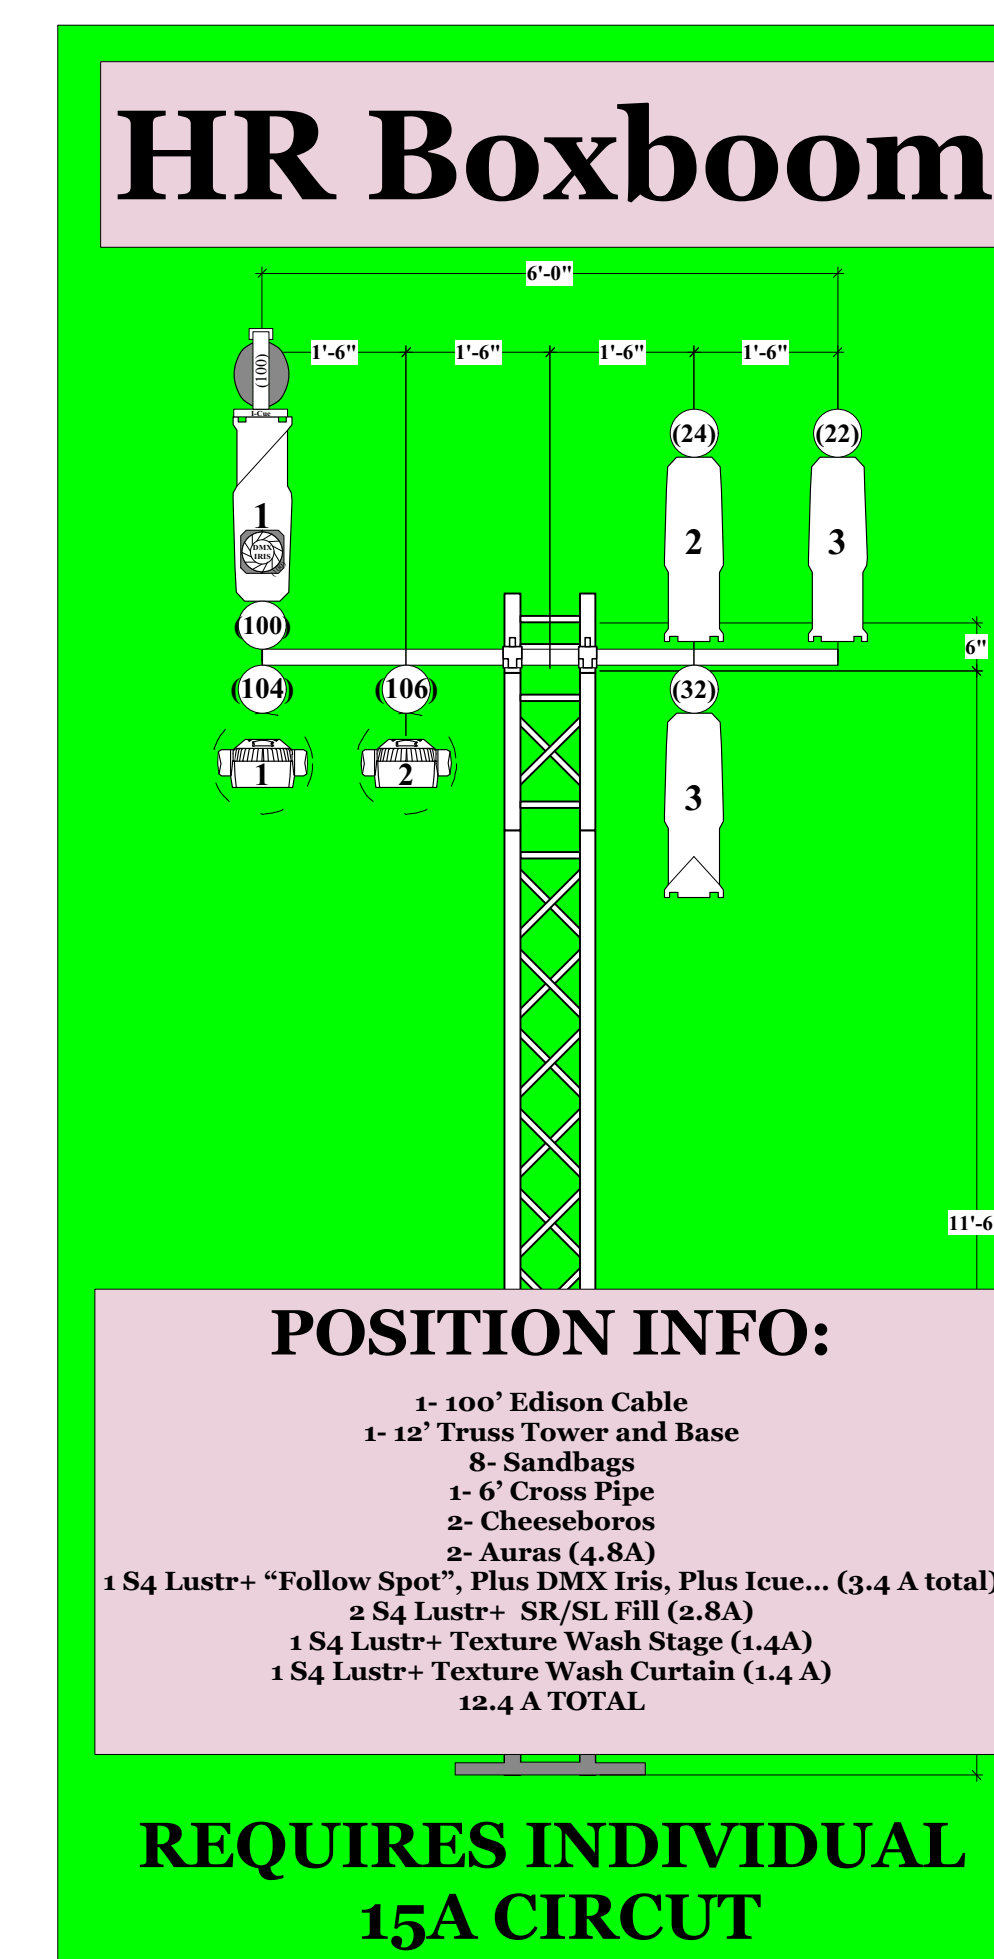 HR Boxboom
6'-0"
1'-6" 1'-6" 1'-6" 1'-6"
(100)
I-Cue
(24) (22)
1
2 3
DMX
IRIS
(100)
6"
(104) (106) (32)
1 2
3
11'-6
POSITION INFO:
1- 100’ Edison Cable
1- 12’ Truss Tower and Base
8- Sandbags
1- 6’ Cross Pipe
2- Cheeseboros
2- Auras (4.8A)
1 S4 Lustr+ “Follow Spot”, Plus DMX Iris, Plus Icue... (3.4 A total)
2 S4 Lustr+ SR/SL Fill (2.8A)
1 S4 Lustr+ Texture Wash Stage (1.4A)
1 S4 Lustr+ Texture Wash Curtain (1.4 A)
12.4 A TOTAL
REQUIRES INDIVIDUAL
15A CIRCUT